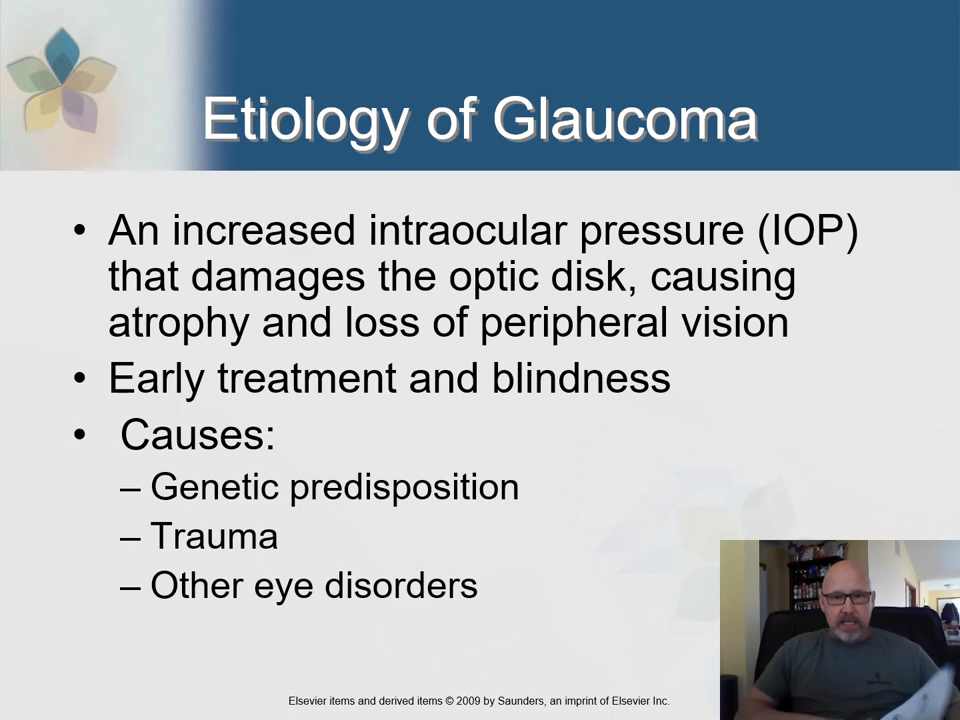 Etiology of Glaucoma
• An increased intraocular pressure (IOP)
that damages the optic disk, causing
atrophy and loss of peripheral vision
• Early treatment and blindness
• Causes:
– Genetic predisposition
– Trauma
– Other eye disorders
Elsevier items and derived items © 2009 by Saunders, an imprint of Elsevier Inc.